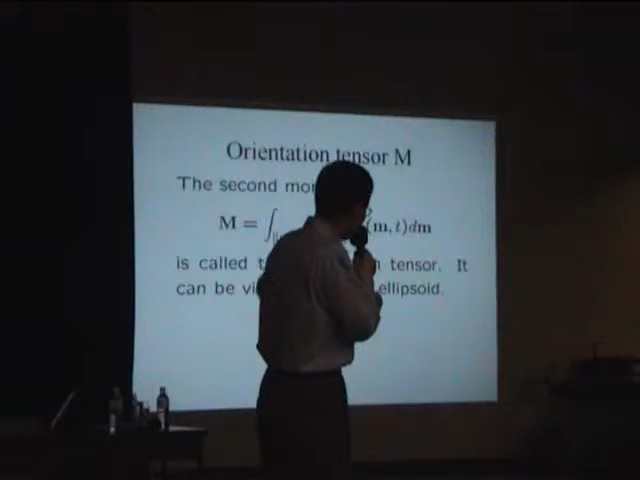 Orientation tensor M
The second mo
M = ∫ (m, t)dm
is called t tensor. It
can be vi ellipsoid.